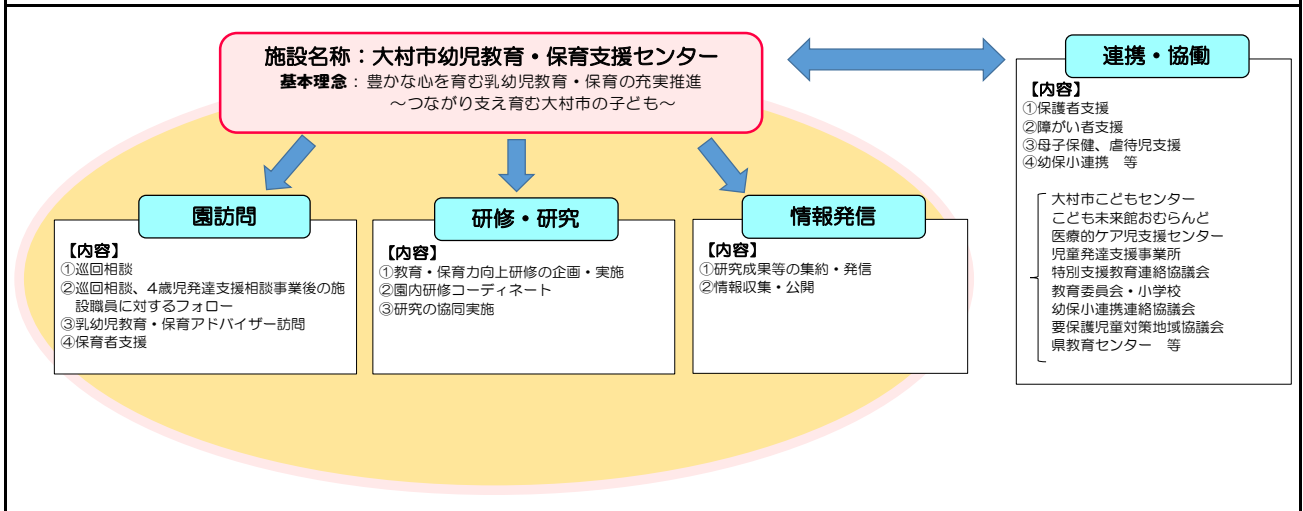 施設名称：大村市幼児教育・保育支援センター
基本理念：豊かな心を育む乳幼児教育・保育の充実推進
～つながり支え育む大村市の子ども～
園訪問
【内容】
①巡回相談
②巡回相談、４歳児発達支援相談事業後の施
設職員に対するフォロー
③乳幼児教育・保育アドバイザー訪問
④保育者支援
研修・研究
【内容】
①教育・保育力向上研修の企画・実施
②園内研修コーディネート
③研究の協同実施
情報発信
【内容】
①研究成果等の集約・発信
②情報収集・公開
連携・協働
【内容】
①保護者支援
②障がい者支援
③母子保健、虐待児支援
④幼保小連携　等
大村市こどもセンター
こども未来館おむらんど
医療的ケア児支援センター
児童発達支援事業所
特別支援教育連絡協議会
教育委員会・小学校
幼保小連携連絡協議会
要保護児童対策地域協議会
県教育センター　等